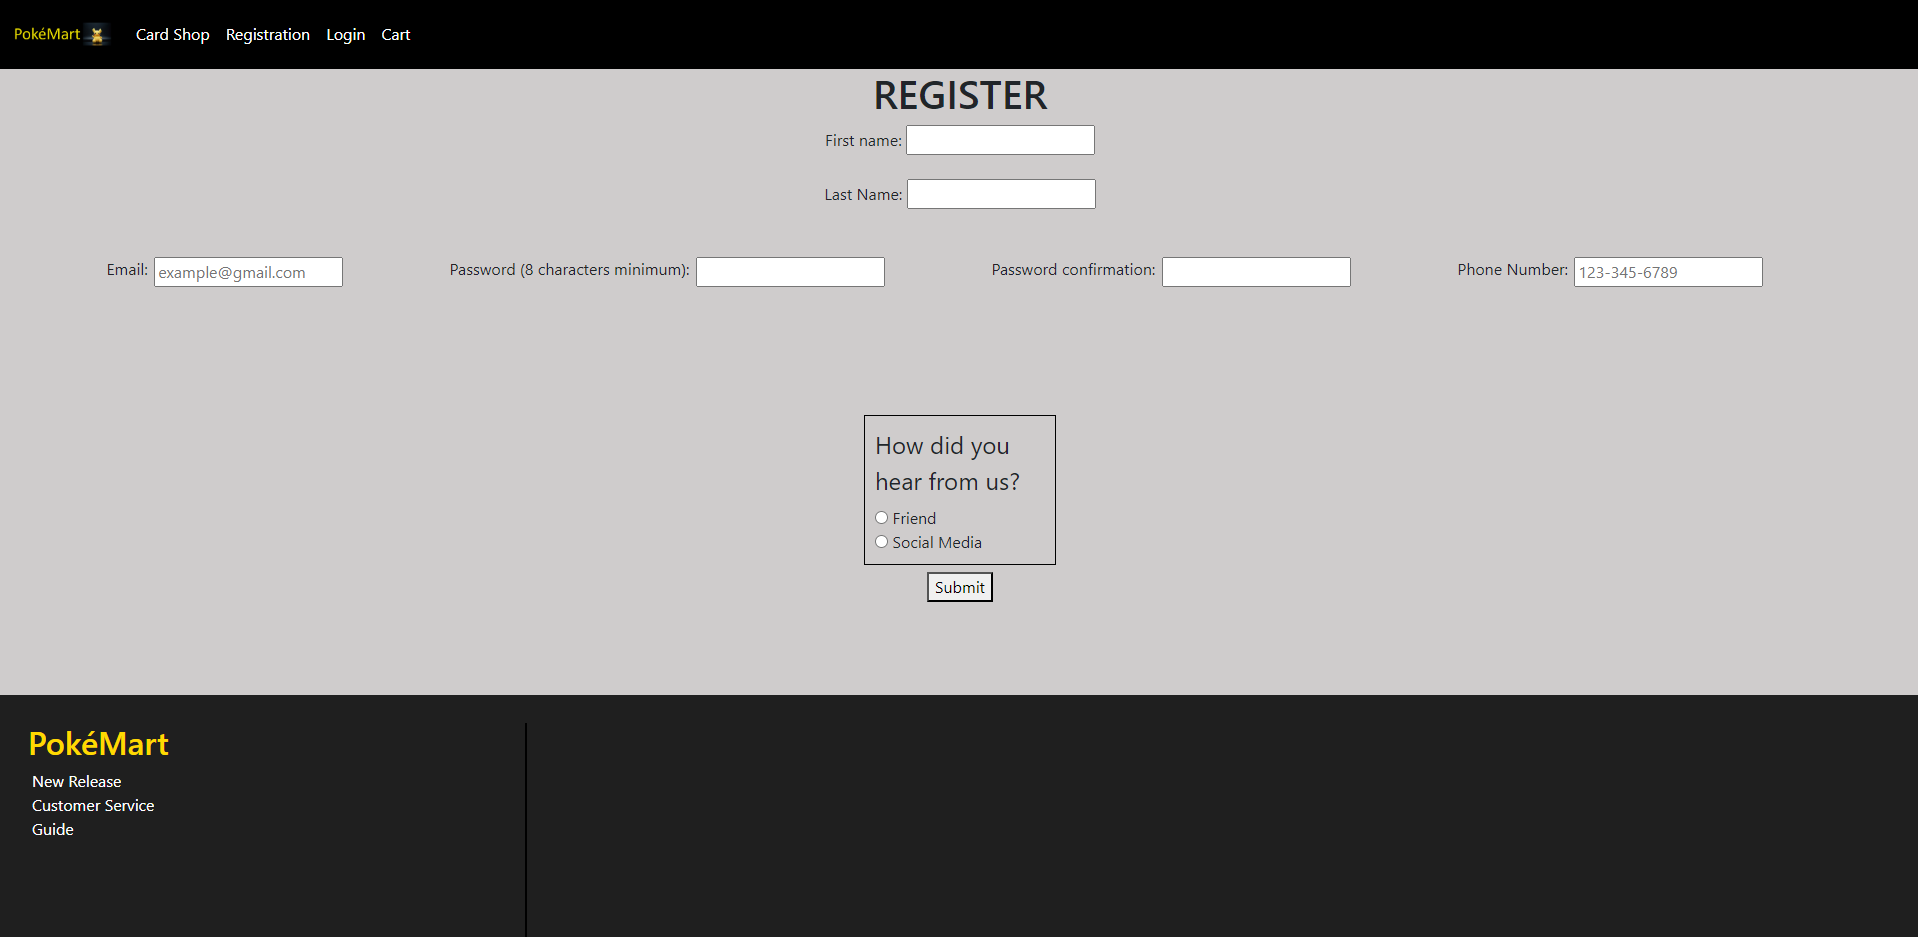 PokéMart Card Shop Registration Login Cart
REGISTER
First name:
Last Name:
Email: example@gmail.com Password (8 characters minimum): Password confirmation: Phone Number: 123-345-6789
How did you
hear from us?
Friend
Social Media
Submit
PokéMart
New Release
Customer Service
Guide